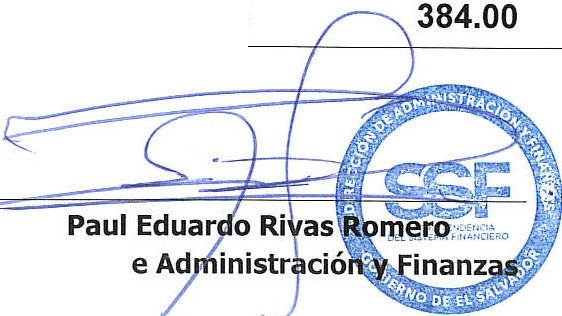 384.00
DIRECCIÓN DE ADMINISTRACIÓN Y FINANZAS
SSF
DEL SISTEMA FINANCIERO
GOBIERNO DE EL SALVADOR
Paul Eduardo Rivas Romero
e Administración y Finanzas